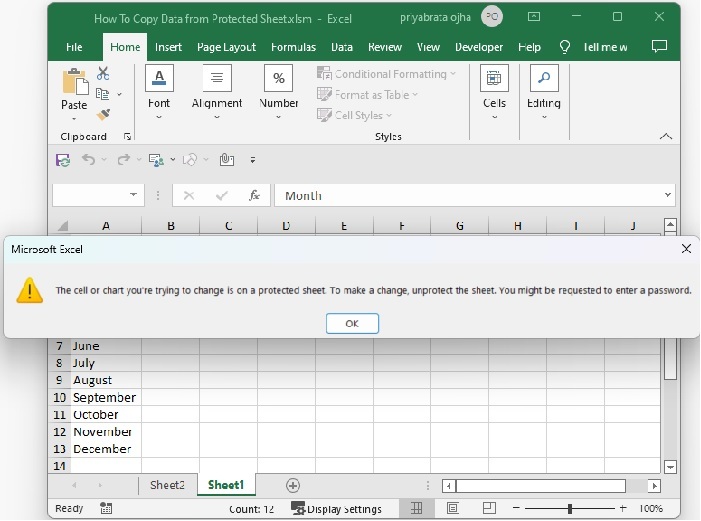 How To Copy Data from Protected Sheet.xlsm - Excel
priyabrata ojha PO
File Home Insert Page Layout Formulas Data Review View Developer Help Tell me w
Paste
Font
Alignment
%
Number
Conditional Formatting
Format as Table
Cell Styles
Cells
Editing
Clipboard
Styles
fx Month
A B C D E F G H I J
Microsoft Excel
The cell or chart you're trying to change is on a protected sheet. To make a change, unprotect the sheet. You might be requested to enter a password.
OK
7 June
8 July
9 August
10 September
11 October
12 November
13 December
14
Sheet2 Sheet1
Ready Count: 12 Display Settings 100%